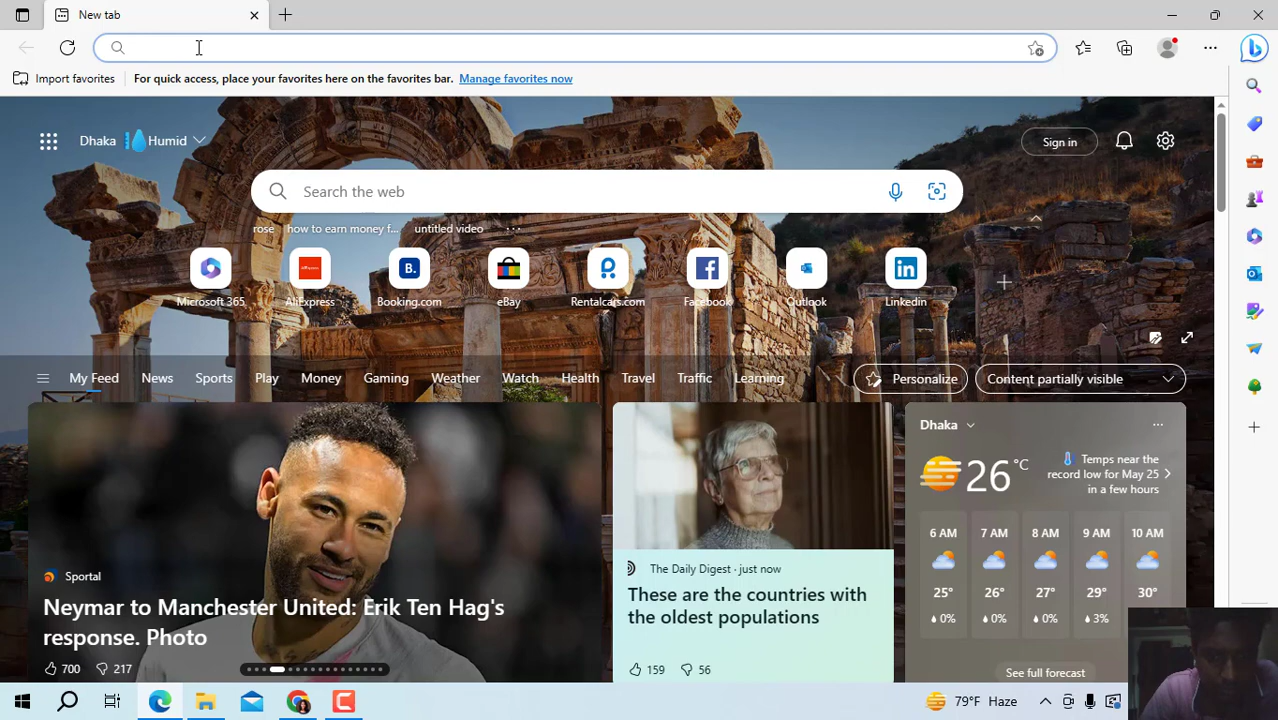 New tab
Import favorites
For quick access, place your favorites here on the favorites bar. Manage favorites now
Dhaka Humid
Sign in
Search the web
rose how to earn money f... untitled video ...
Microsoft 365 AliExpress Booking.com eBay Rentalcars.com Facebook Outlook Linkedin
My Feed News Sports Play Money Gaming Weather Watch Health Travel Traffic Learning
Personalize Content partially visible
Sportal
Neymar to Manchester United: Erik Ten Hag's
response. Photo
700 217
The Daily Digest · just now
These are the countries with
the oldest populations
159 56
Dhaka
26 °C
Temps near the
record low for May 25
in a few hours
6 AM 7 AM 8 AM 9 AM 10 AM
25° 26° 27° 29° 30°
0% 0% 0% 3%
See full forecast
79°F Haze